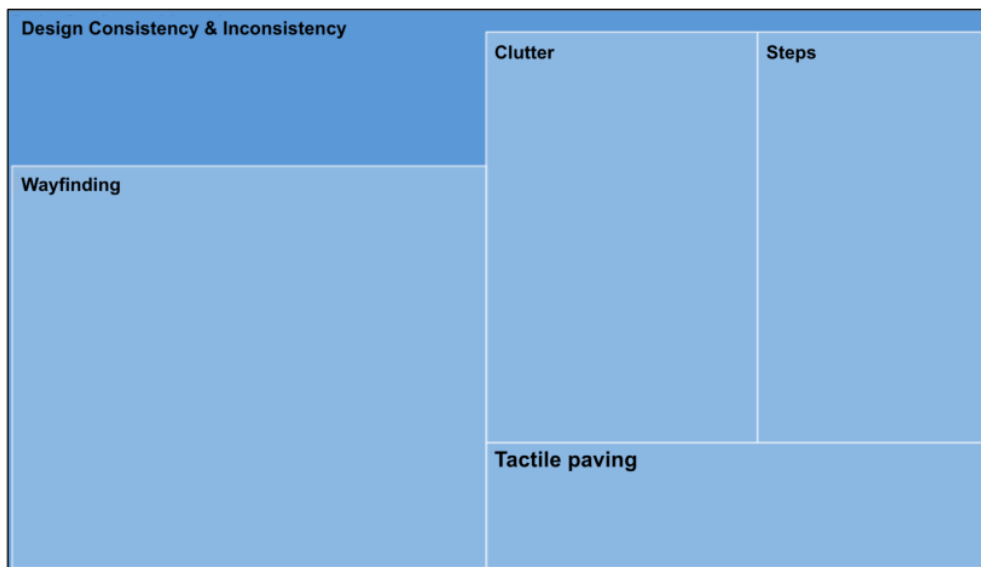 Design Consistency & Inconsistency
Clutter
Steps
Wayfinding
Tactile paving